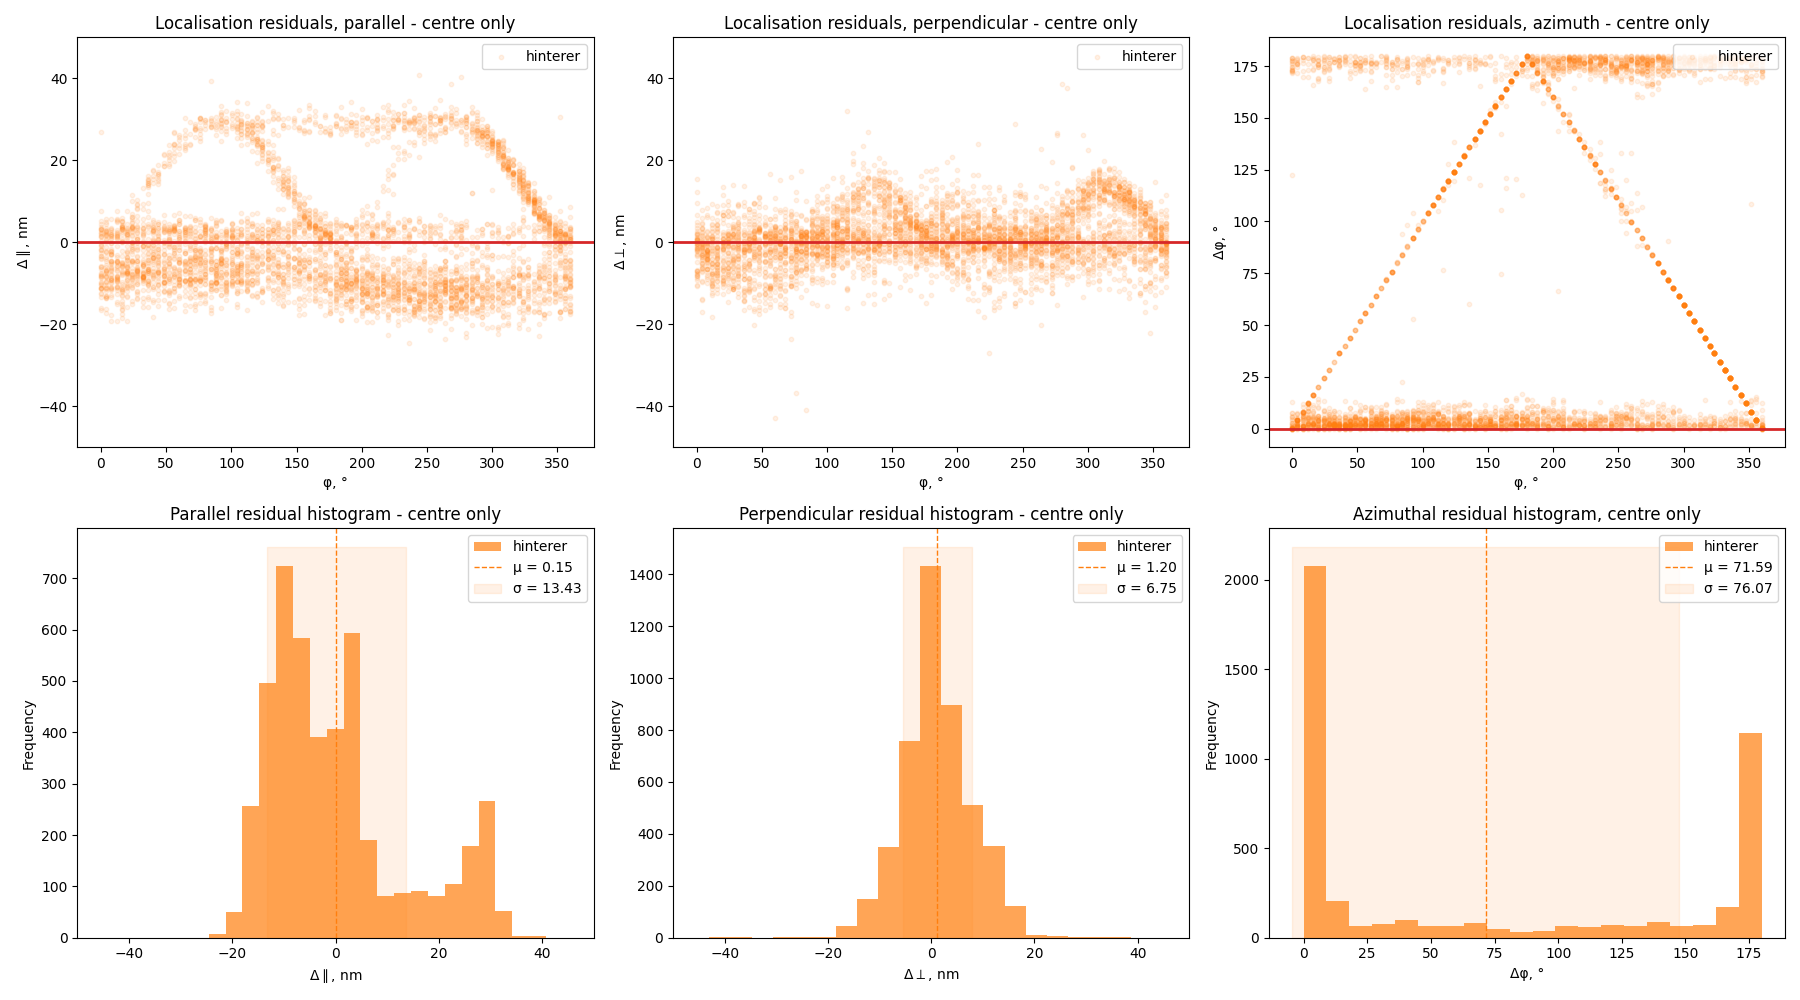 Localisation residuals, parallel - centre only
hinterer
40
20
0
−20
−40
Δ∥, nm
0 50 100 150 200 250 300 350
φ, °
Localisation residuals, perpendicular - centre only
hinterer
40
20
0
−20
−40
Δ⊥, nm
0 50 100 150 200 250 300 350
φ, °
Localisation residuals, azimuth - centre only
hinterer
175
150
125
100
75
50
25
0
Δφ, °
0 50 100 150 200 250 300 350
φ, °
Parallel residual histogram - centre only
hinterer
μ = 0.15
σ = 13.43
700
600
500
400
300
200
100
0
Frequency
−40 −20 0 20 40
Δ∥, nm
Perpendicular residual histogram - centre only
hinterer
μ = 1.20
σ = 6.75
1400
1200
1000
800
600
400
200
0
Frequency
−40 −20 0 20 40
Δ⊥, nm
Azimuthal residual histogram, centre only
hinterer
μ = 71.59
σ = 76.07
2000
1500
1000
500
0
Frequency
0 25 50 75 100 125 150 175
Δφ, °